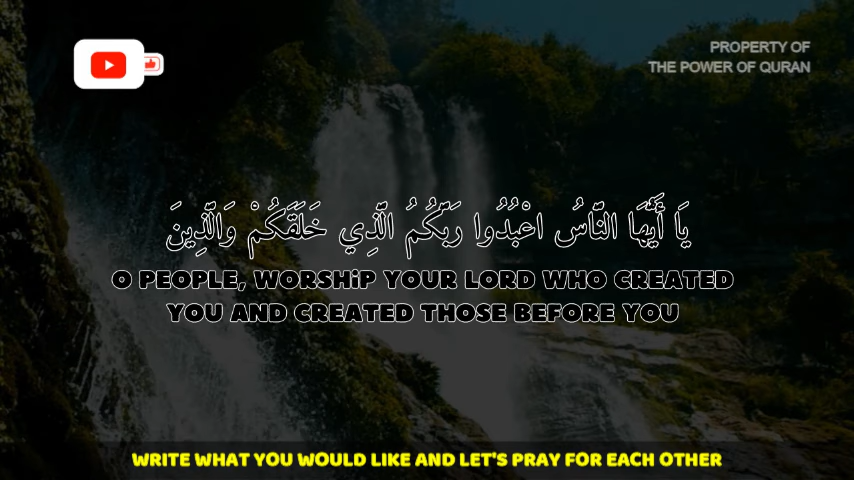 PROPERTY OF
THE POWER OF QURAN
يَا أَيُّهَا النَّاسُ اعْبُدُوا رَبَّكُمُ الَّذِي خَلَقَكُمْ وَالَّذِينَ
O PEOPLE, WORSHiP YOUR LORD WHO CREATED
YOU AND CREATED THOSE BEFORE YOU
WRITE WHAT YOU WOULD LIKE AND LET'S PRAY FOR EACH OTHER